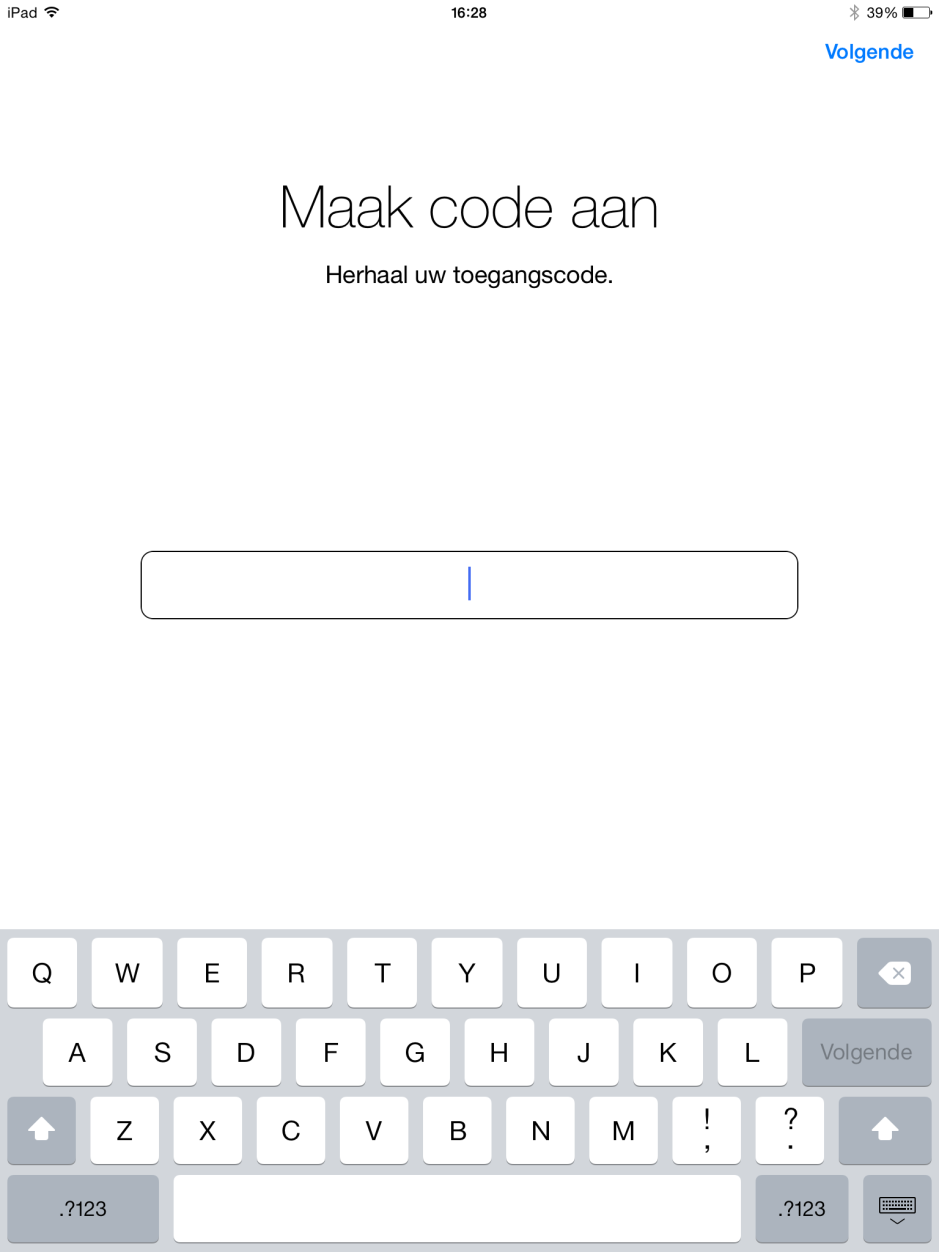 iPad 16:28 39%
Volgende
Maak code aan
Herhaal uw toegangscode.
Q W E R T Y U I O P
A S D F G H J K L Volgende
Z X C V B N M ! , ? .
.?123 .?123